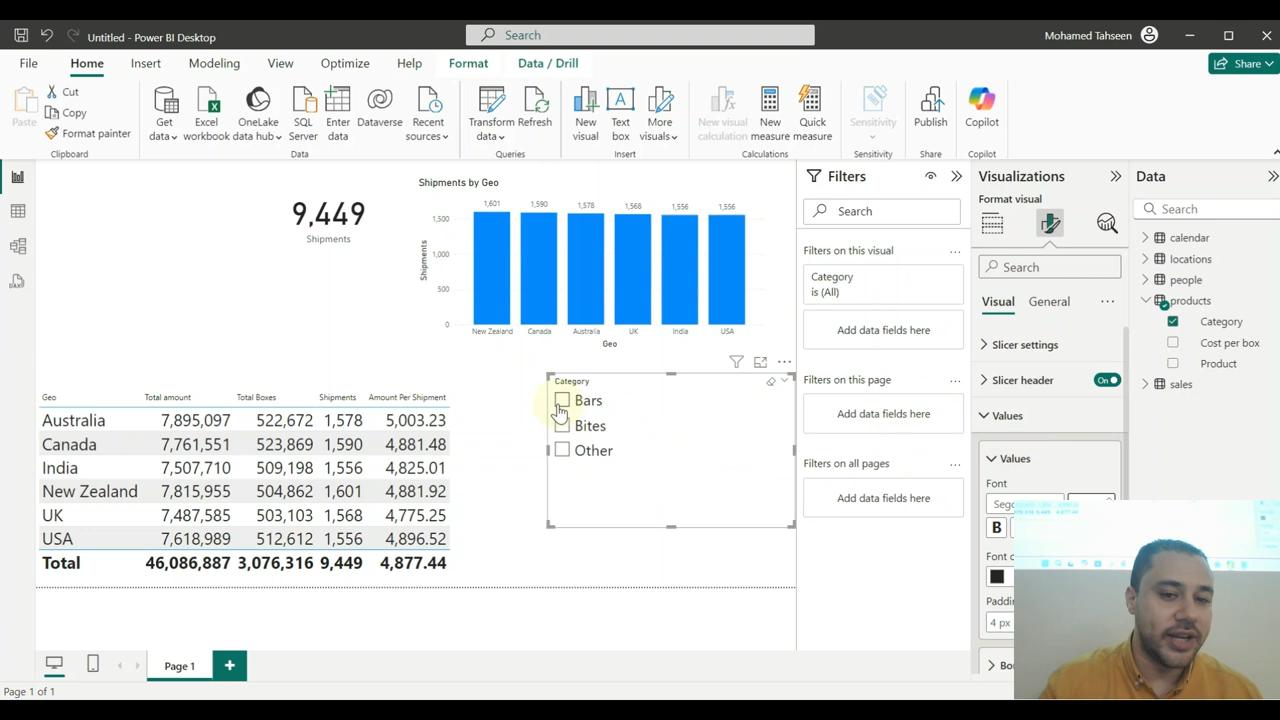 Untitled - Power BI Desktop
Search
Mohamed Tahseen
File
Home
Insert
Modeling
View
Optimize
Help
Format
Data / Drill
Share
Paste
Cut
Copy
Format painter
Clipboard
Get data
Excel workbook
OneLake data hub
SQL Server
Enter data
Dataverse
Recent sources
Data
Transform data
Refresh
Queries
New visual
Text box
More visuals
Insert
New visual calculation
New measure
Quick measure
Calculations
Sensitivity
Sensitivity
Publish
Share
Copilot
Copilot
9,449
Shipments
Shipments by Geo
1,601 1,590 1,578 1,568 1,556 1,556
1,500
1,000
500
0
Shipments
New Zealand Canada Australia UK India USA
Geo
Geo Total amount Total Boxes Shipments Amount Per Shipment
Australia 7,895,097 522,672 1,578 5,003.23
Canada 7,761,551 523,869 1,590 4,881.48
India 7,507,710 509,198 1,556 4,825.01
New Zealand 7,815,955 504,862 1,601 4,881.92
UK 7,487,585 503,103 1,568 4,775.25
USA 7,618,989 512,612 1,556 4,896.52
Total 46,086,887 3,076,316 9,449 4,877.44
Category
Bars
Bites
Other
Filters
Search
Filters on this visual
Category
is (All)
Add data fields here
Filters on this page
Add data fields here
Filters on all pages
Add data fields here
Visualizations
Format visual
Search
Visual
General
Slicer settings
Slicer header
On
Values
Values
Font
B
Padding
4 px
Data
Search
calendar
locations
people
products
Category
Cost per box
Product
sales
Page 1
Page 1 of 1